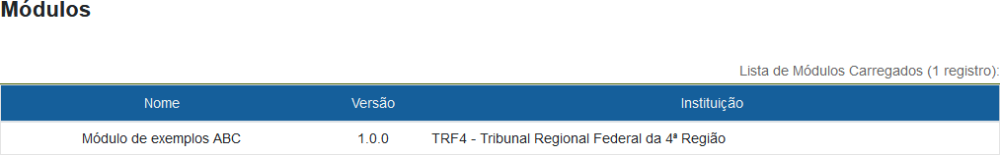 Módulos
Lista de Módulos Carregados (1 registro):
Nome Versão Instituição
Módulo de exemplos ABC 1.0.0 TRF4 - Tribunal Regional Federal da 4ª Região